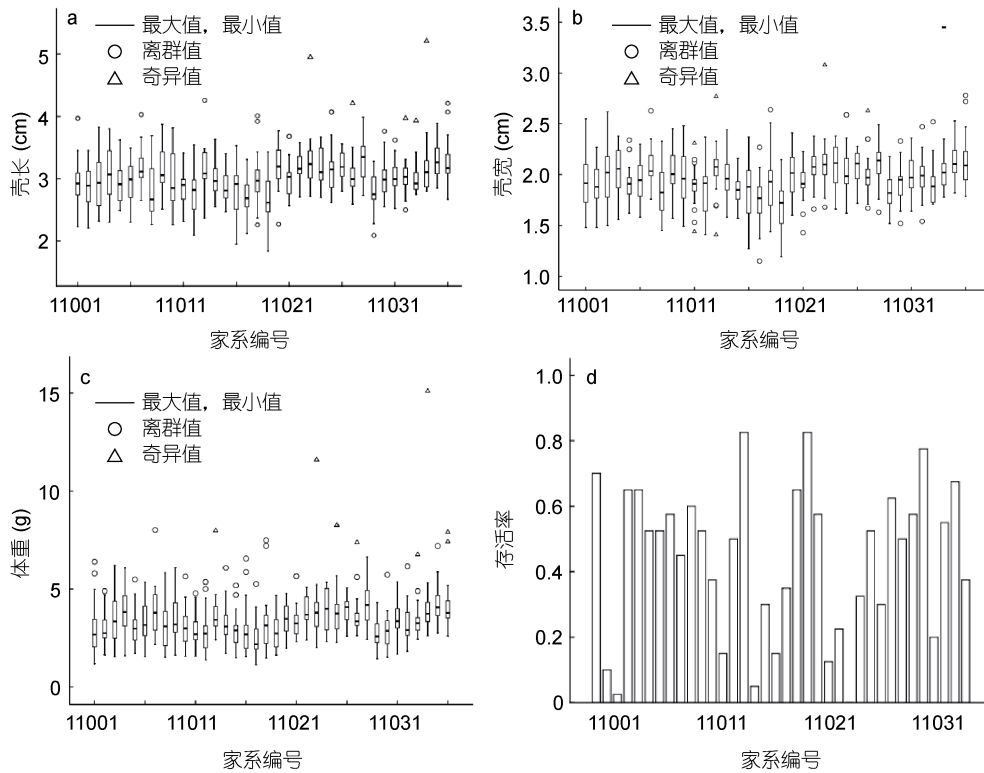 a
最大值，最小值
离群值
奇异值
5
4
3
2
壳长 (cm)
11001
11011
11021
11031
家系编号
b
最大值，最小值
离群值
奇异值
3.5
3.0
2.5
2.0
1.5
1.0
壳宽 (cm)
11001
11011
11021
11031
家系编号
c
最大值，最小值
离群值
奇异值
15
10
5
0
体重 (g)
11001
11011
11021
11031
家系编号
d
1.0
0.8
0.6
0.4
0.2
0
存活率
11001
11011
11021
11031
家系编号